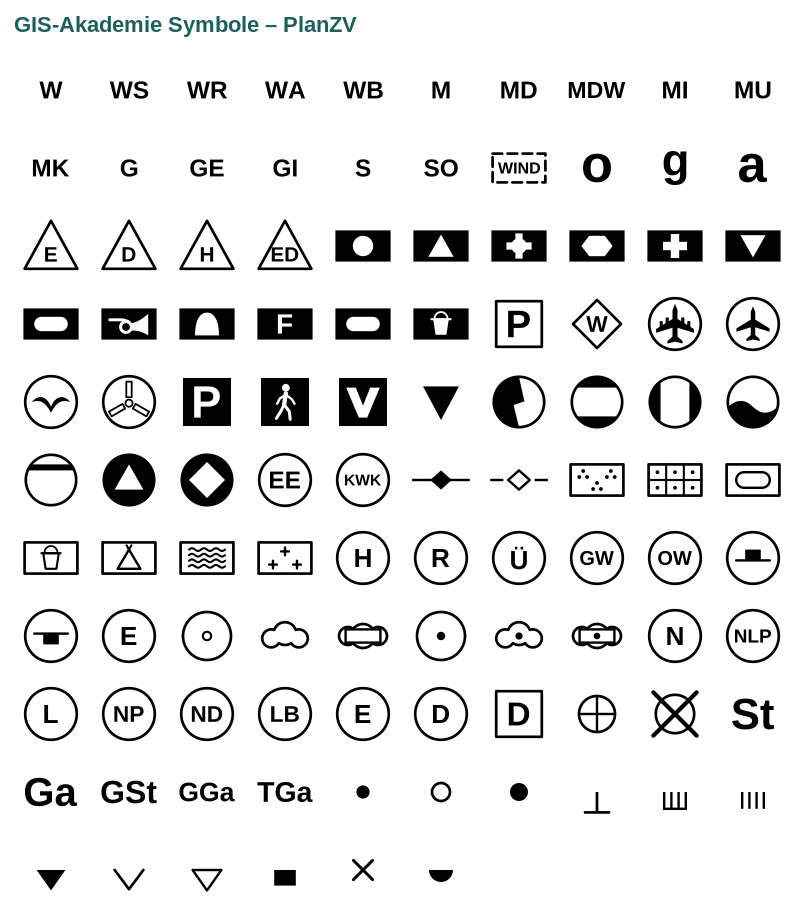 GIS-Akademie Symbole – PlanZV
W WS WR WA WB M MD MDW MI MU
MK G GE GI S SO WIND o g a
E D H ED
F P W
P V
EE KWK
H R Ü GW OW
E N NLP
L NP ND LB E D D St
Ga GSt GGa TGa